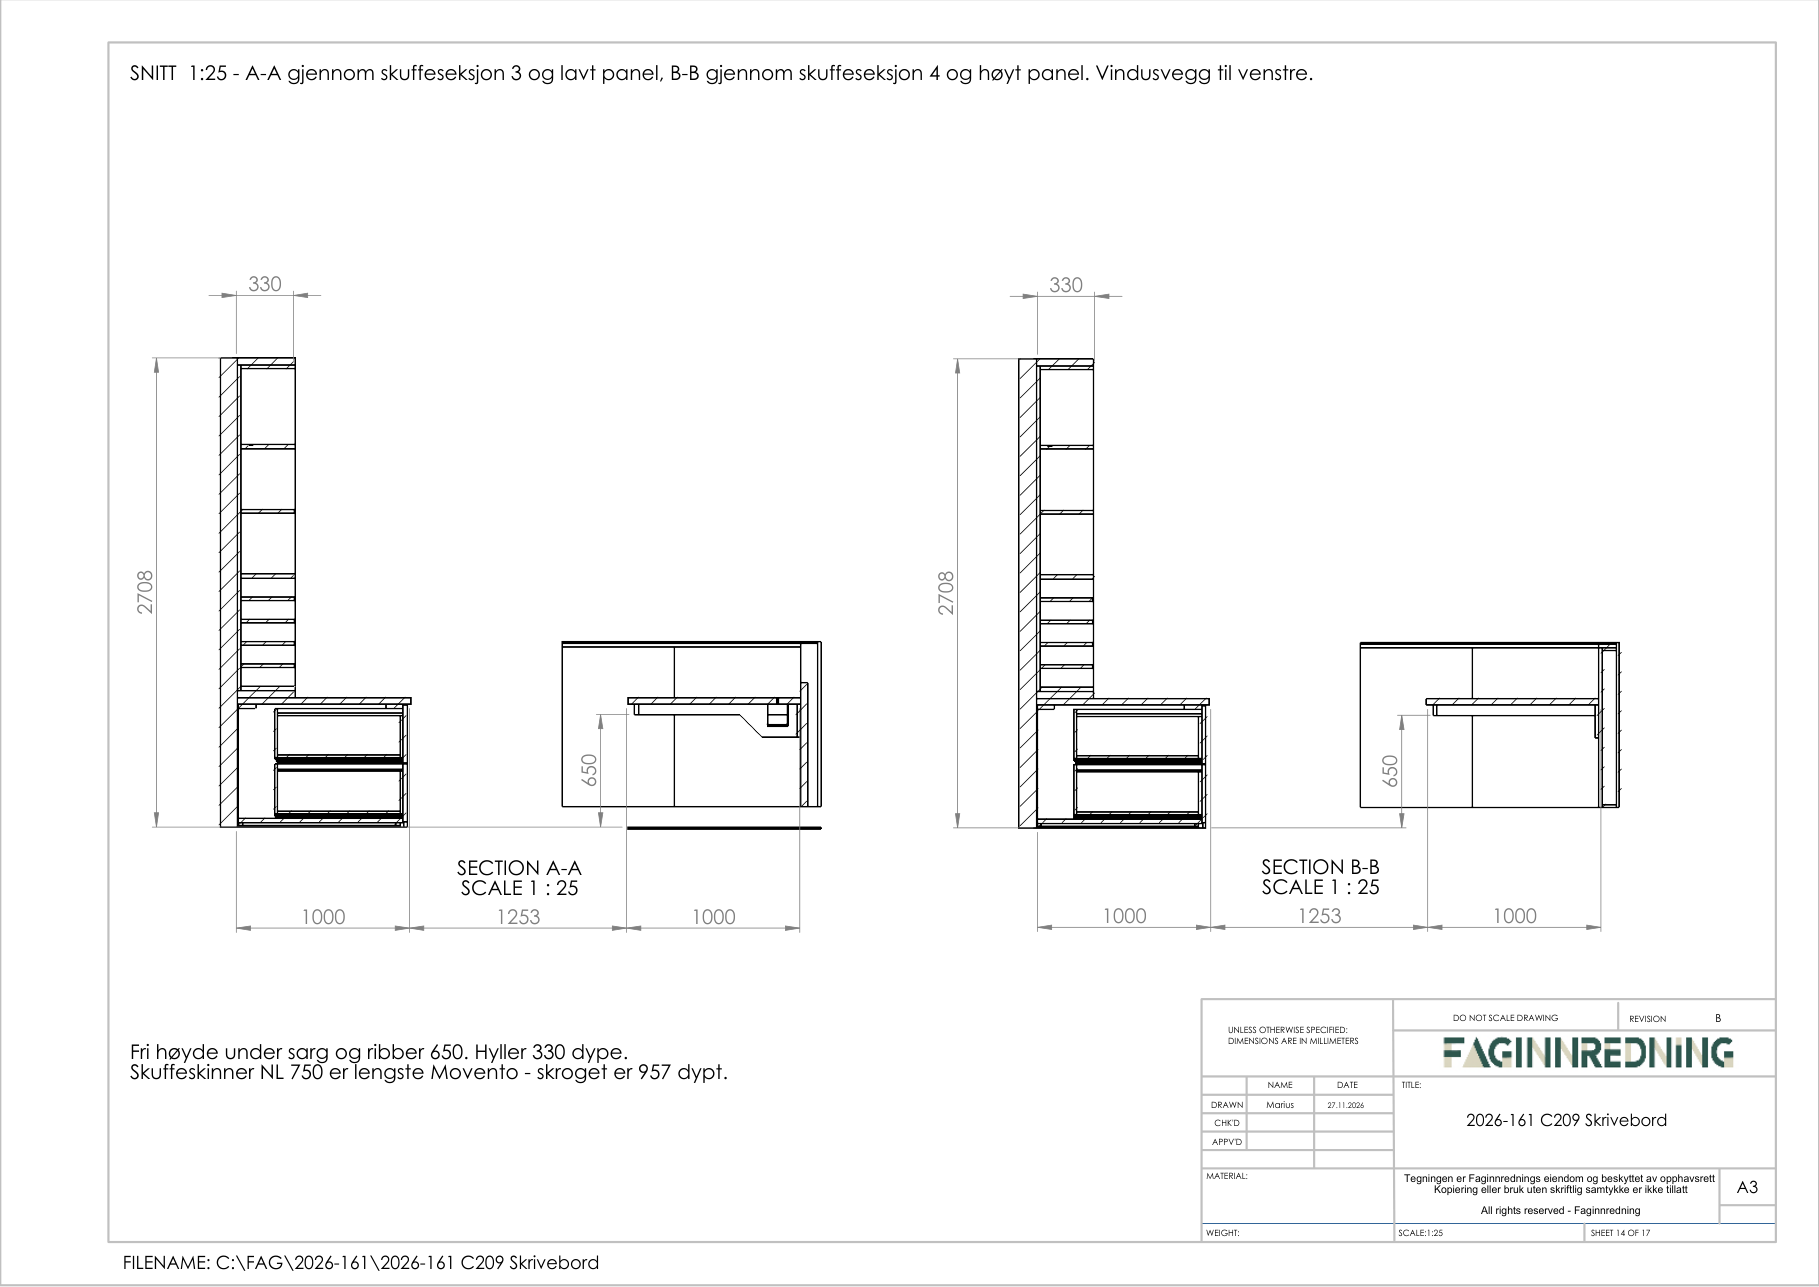 SNITT  1:25 - A-A gjennom skuffeseksjon 3 og lavt panel, B-B gjennom skuffeseksjon 4 og høyt panel. Vindusvegg til venstre.
330
330
2708
650
2708
650
SECTION A-A
SCALE 1 : 25
SECTION B-B
SCALE 1 : 25
1000
1253
1000
1000
1253
1000
Fri høyde under sarg og ribber 650. Hyller 330 dype.
Skuffeskinner NL 750 er lengste Movento - skroget er 957 dypt.
UNLESS OTHERWISE SPECIFIED:
DIMENSIONS ARE IN MILLIMETERS
DO NOT SCALE DRAWING
REVISION
B
FAGINNREDNING
NAME
DATE
DRAWN
Marius
27.11.2026
CHK'D
APPV'D
TITLE:
2026-161 C209 Skrivebord
MATERIAL:
Tegningen er Faginnrednings eiendom og beskyttet av opphavsrett
Kopiering eller bruk uten skriftlig samtykke er ikke tillatt
All rights reserved - Faginnredning
A3
WEIGHT:
SCALE:1:25
SHEET 14 OF 17
FILENAME: C:\FAG\2026-161\2026-161 C209 Skrivebord